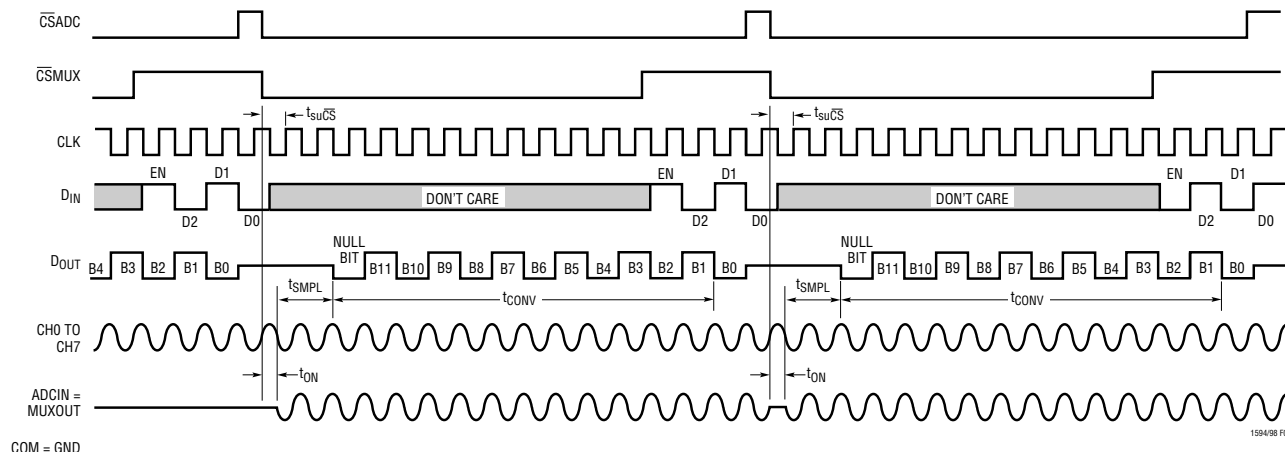 CSADC
CSMUX
tsuCS tsuCS
CLK
EN D1 EN D1 EN D1
DIN DON'T CARE DON'T CARE
D2 D0 D2 D0 D2 D0
NULL BIT NULL BIT
DOUT B4 B3 B2 B1 B0 B11 B10 B9 B8 B7 B6 B5 B4 B3 B2 B1 B0 B11 B10 B9 B8 B7 B6 B5 B4 B3 B2 B1 B0
tSMPL tCONV tSMPL tCONV
CH0 TO
CH7
tON tON
ADCIN =
MUXOUT
1594/98
COM = GND